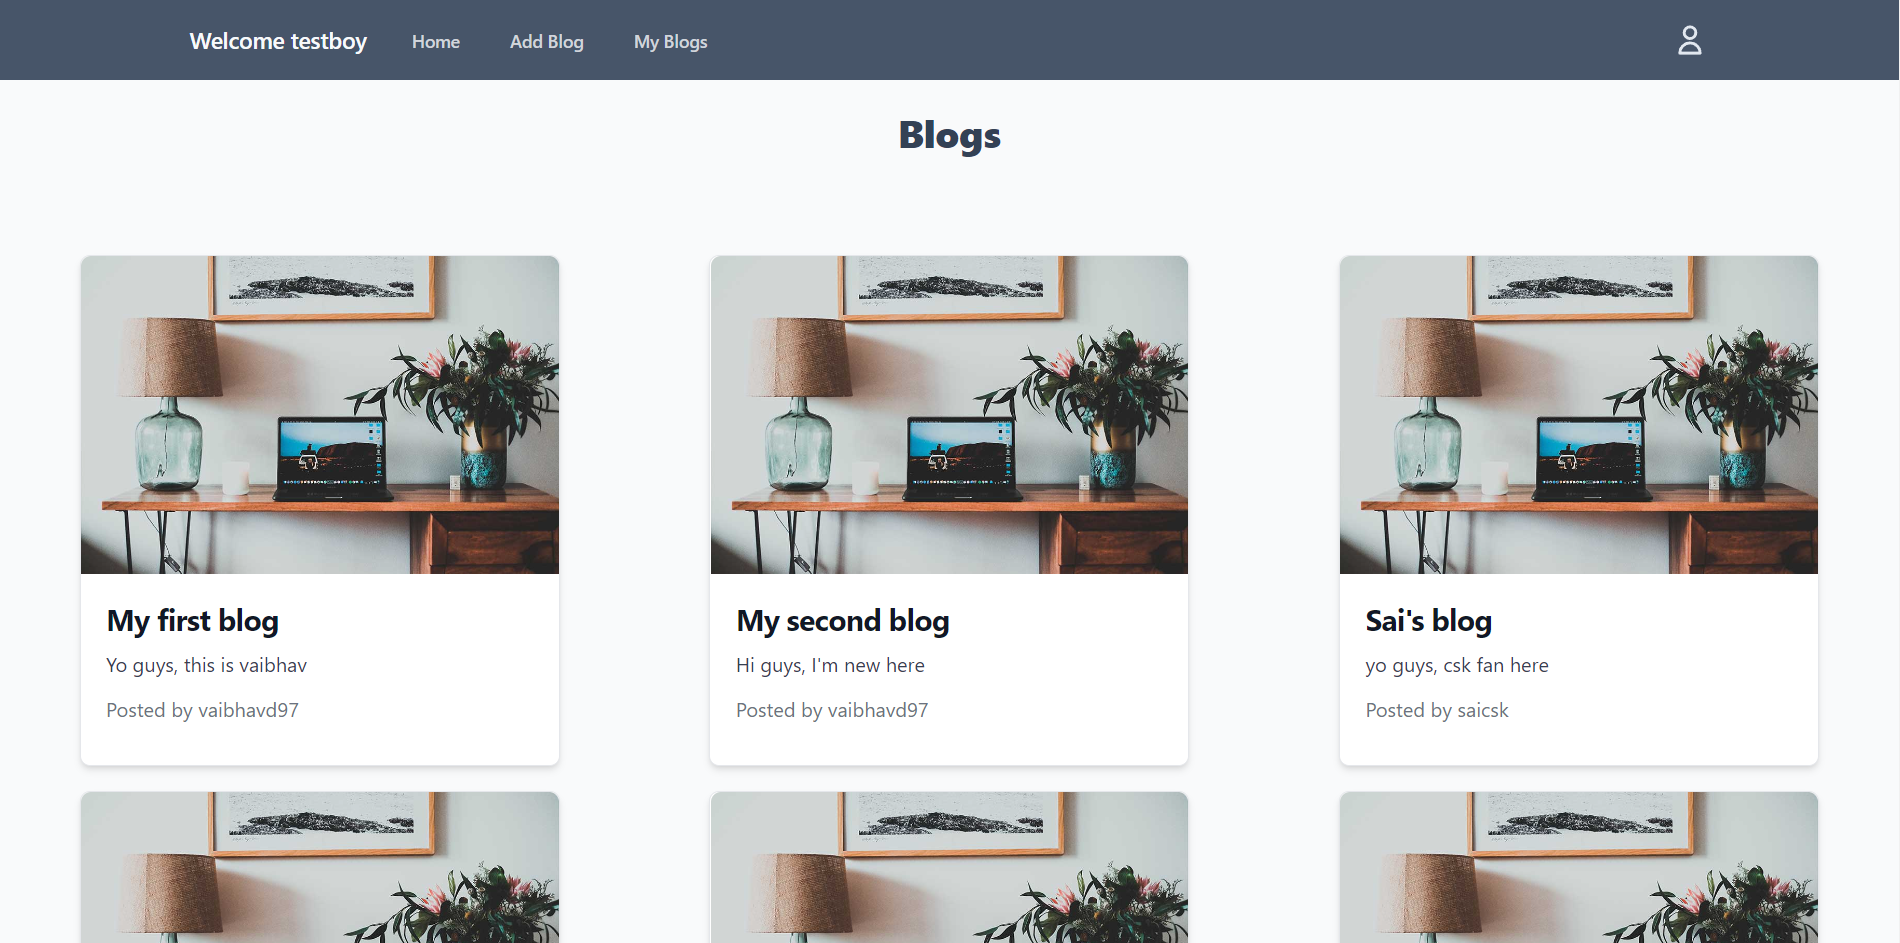 Welcome testboy Home Add Blog My Blogs
Blogs
My first blog
Yo guys, this is vaibhav
Posted by vaibhavd97
My second blog
Hi guys, I'm new here
Posted by vaibhavd97
Sai's blog
yo guys, csk fan here
Posted by saicsk